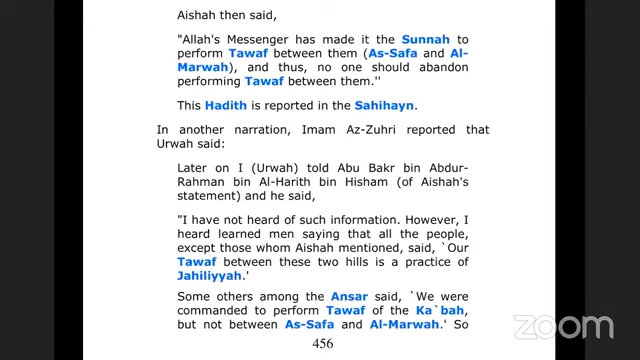 Aishah then said,
"Allah's Messenger has made it the Sunnah to
perform Tawaf between them (As-Safa and Al-
Marwah), and thus, no one should abandon
performing Tawaf between them.''
This Hadith is reported in the Sahihayn.
In another narration, Imam Az-Zuhri reported that
Urwah said:
Later on I (Urwah) told Abu Bakr bin Abdur-
Rahman bin Al-Harith bin Hisham (of Aishah's
statement) and he said,
"I have not heard of such information. However, I
heard learned men saying that all the people,
except those whom Aishah mentioned, said, `Our
Tawaf between these two hills is a practice of
Jahiliyyah.'
Some others among the Ansar said, `We were
commanded to perform Tawaf of the Ka`bah,
but not between As-Safa and Al-Marwah.' So
456
zoom